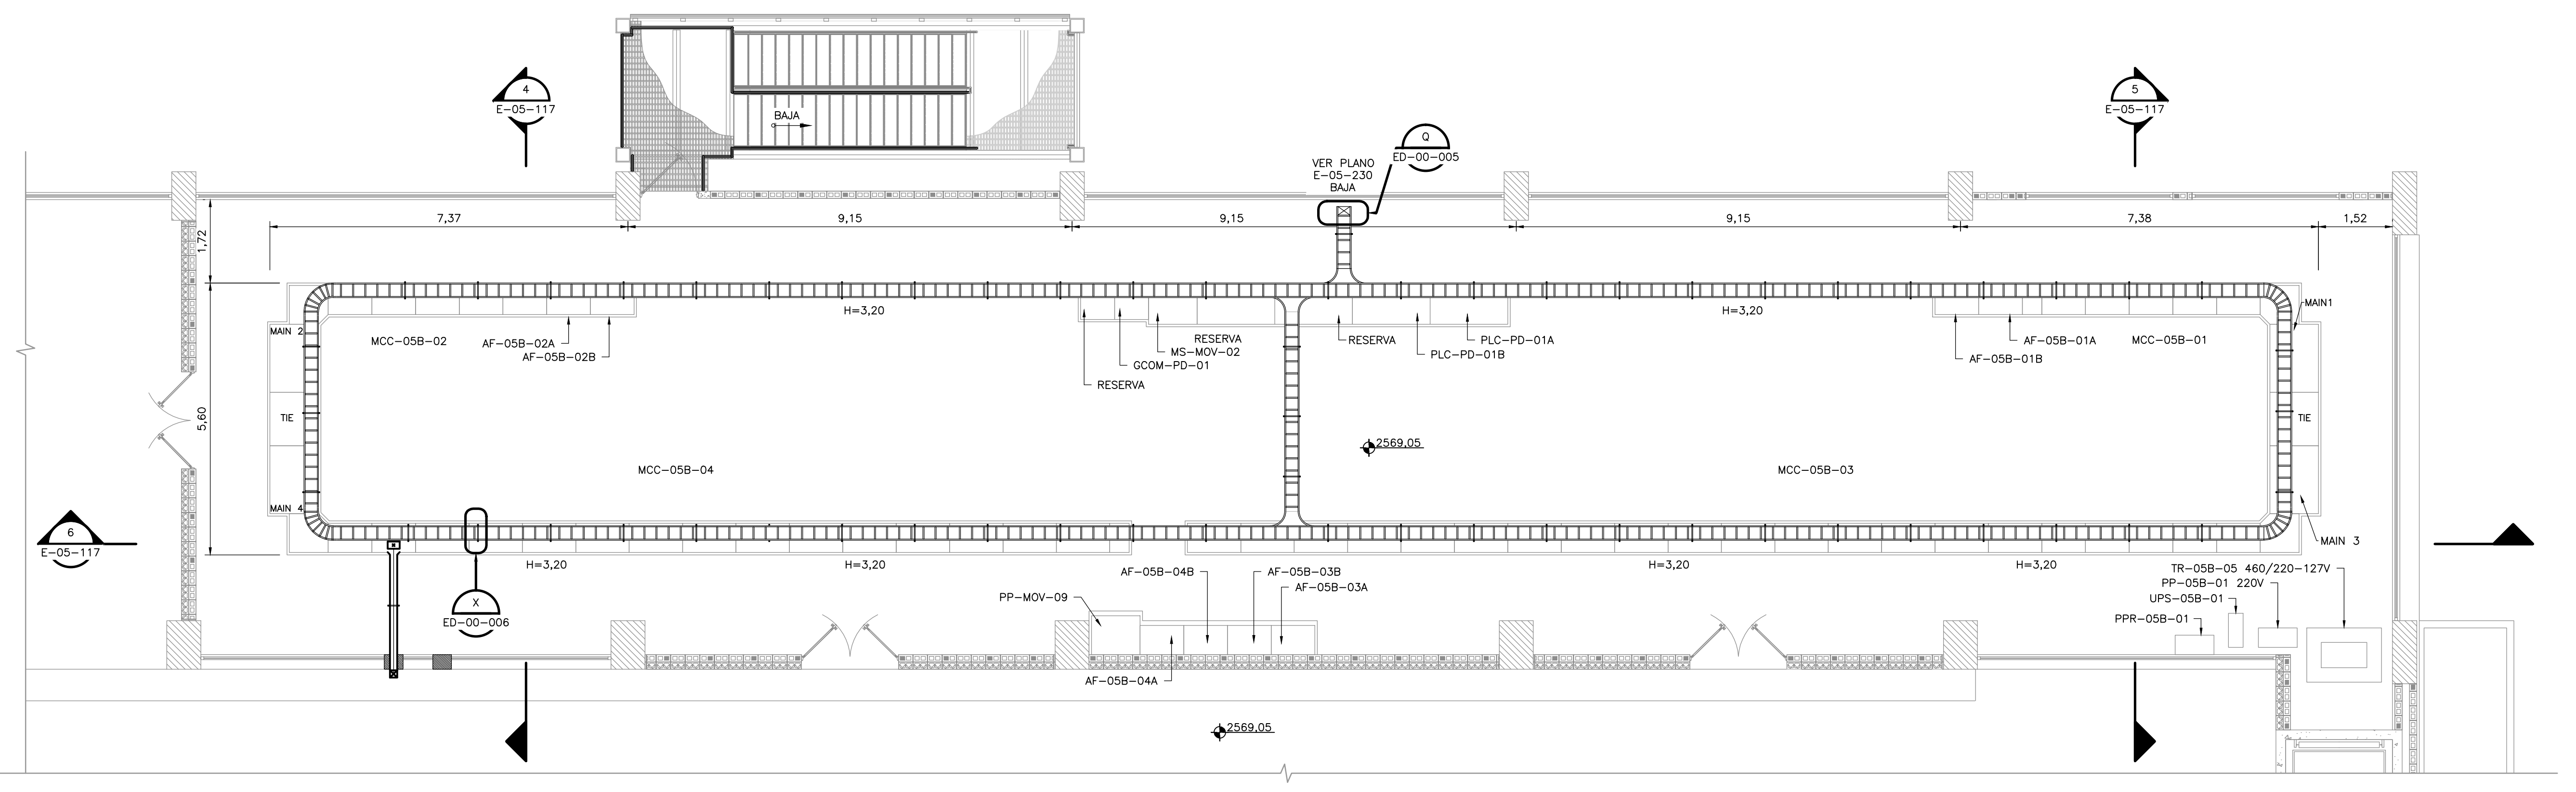 4
E-05-117
5
E-05-117
BAJA
Q
ED-00-005
VER PLANO
E-05-230
BAJA
7,37
9,15
9,15
9,15
7,38
1,52
1,72
5,60
H=3,20
H=3,20
MAIN1
MAIN 2
MCC-05B-02
AF-05B-02A
AF-05B-02B
RESERVA
MS-MOV-02
GCOM-PD-01
RESERVA
RESERVA
PLC-PD-01A
PLC-PD-01B
AF-05B-01A
AF-05B-01B
MCC-05B-01
TIE
TIE
2569,05
MCC-05B-04
MCC-05B-03
MAIN 4
MAIN 3
6
E-05-117
H=3,20
H=3,20
H=3,20
H=3,20
X
ED-00-006
AF-05B-04B
AF-05B-03B
AF-05B-03A
PP-MOV-09
AF-05B-04A
TR-05B-05 460/220-127V
PP-05B-01 220V
UPS-05B-01
PPR-05B-01
2569,05